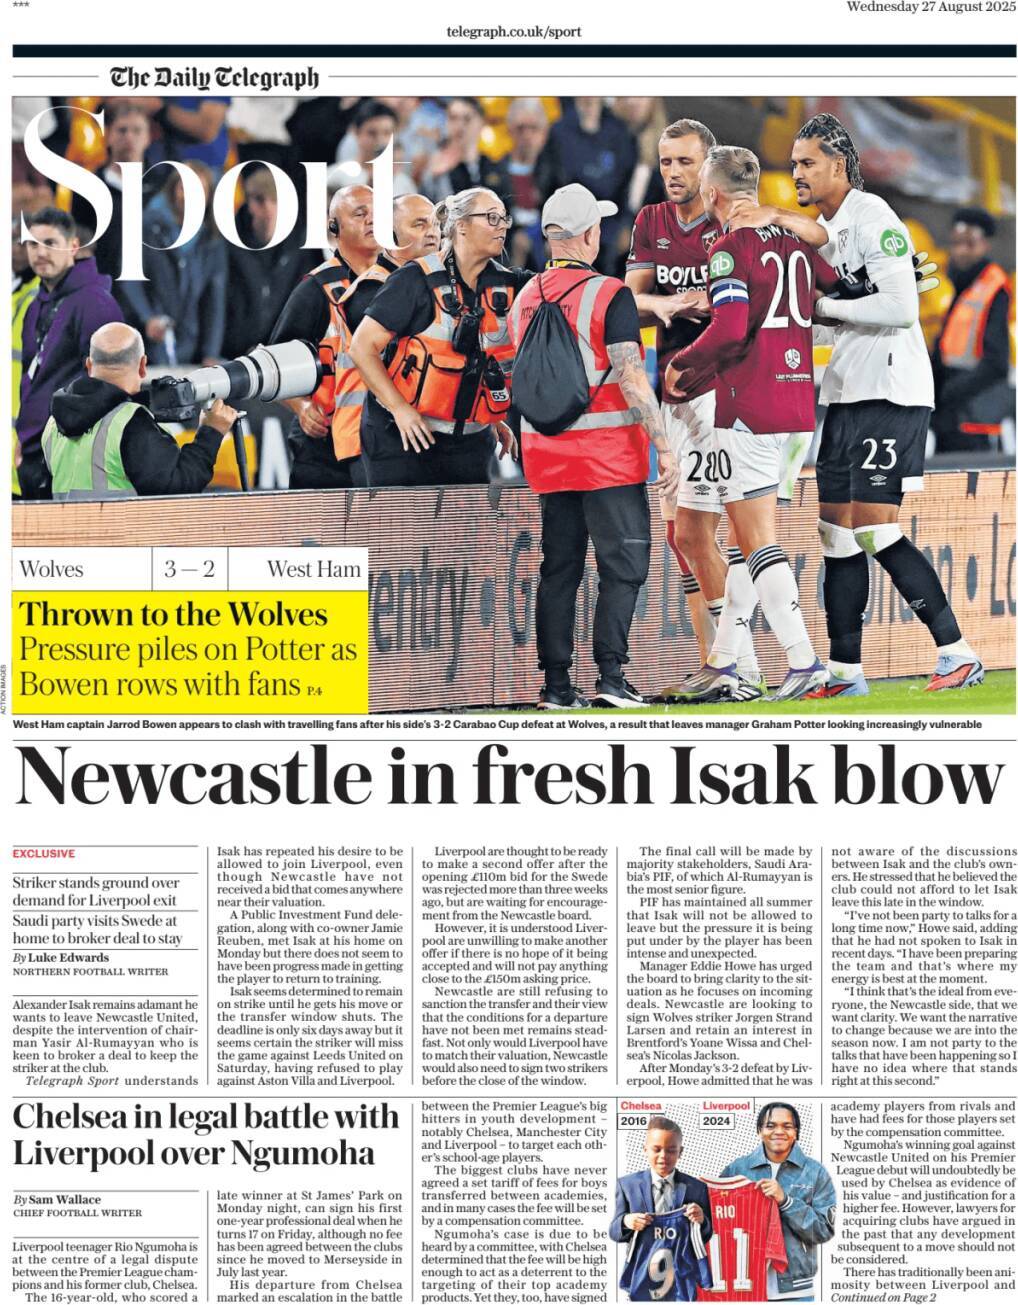 ***
Wednesday 27 August 2025
telegraph.co.uk/sport
The Daily Telegraph
Sport
BOYLE
SPORTS
BOWEN
20
23
280
PITCH
Wolves 3 – 2 West Ham
Thrown to the Wolves
Pressure piles on Potter as
Bowen rows with fans P.4
ACTION IMAGES
West Ham captain Jarrod Bowen appears to clash with travelling fans after his side's 3-2 Carabao Cup defeat at Wolves, a result that leaves manager Graham Potter looking increasingly vulnerable
Newcastle in fresh Isak blow
EXCLUSIVE
Striker stands ground over
demand for Liverpool exit
Saudi party visits Swede at
home to broker deal to stay
By Luke Edwards
NORTHERN FOOTBALL WRITER
Alexander Isak remains adamant he
wants to leave Newcastle United,
despite the intervention of chair-
man Yasir Al-Rumayyan who is
keen to broker a deal to keep the
striker at the club.
Telegraph Sport understands
Isak has repeated his desire to be
allowed to join Liverpool, even
though Newcastle have not
received a bid that comes anywhere
near their valuation.
A Public Investment Fund dele-
gation, along with co-owner Jamie
Reuben, met Isak at his home on
Monday but there does not seem to
have been progress made in getting
the player to return to training.
Isak seems determined to remain
on strike until he gets his move or
the transfer window shuts. The
deadline is only six days away but it
seems certain the striker will miss
the game against Leeds United on
Saturday, having refused to play
against Aston Villa and Liverpool.
Liverpool are thought to be ready
to make a second offer after the
opening £110m bid for the Swede
was rejected more than three weeks
ago, but are waiting for encourage-
ment from the Newcastle board.
However, it is understood Liver-
pool are unwilling to make another
offer if there is no hope of it being
accepted and will not pay anything
close to the £150m asking price.
Newcastle are still refusing to
sanction the transfer and their view
that the conditions for a departure
have not been met remains stead-
fast. Not only would Liverpool have
to match their valuation, Newcastle
would also need to sign two strikers
before the close of the window.
The final call will be made by
majority stakeholders, Saudi Ara-
bia's PIF, of which Al-Rumayyan is
the most senior figure.
PIF has maintained all summer
that Isak will not be allowed to
leave but the pressure it is being
put under by the player has been
intense and unexpected.
Manager Eddie Howe has urged
the board to bring clarity to the sit-
uation as he focuses on incoming
deals. Newcastle are looking to
sign Wolves striker Jorgen Strand
Larsen and retain an interest in
Brentford's Yoane Wissa and Chel-
sea's Nicolas Jackson.
After Monday's 3-2 defeat by Liv-
erpool, Howe admitted that he was
not aware of the discussions
between Isak and the club's own-
ers. He stressed that he believed the
club could not afford to let Isak
leave this late in the window.
"I've not been party to talks for a
long time now," Howe said, adding
that he had not spoken to Isak in
recent days. "I have been preparing
the team and that's where my
energy is best at the moment.
"I think that's the ideal from eve-
ryone, the Newcastle side, that we
want clarity. We want the narrative
to change because we are into the
season now. I am not party to the
talks that have been happening so I
have no idea where that stands
right at this second."
Chelsea in legal battle with
Liverpool over Ngumoha
By Sam Wallace
CHIEF FOOTBALL WRITER
Liverpool teenager Rio Ngumoha is
at the centre of a legal dispute
between the Premier League cham-
pions and his former club, Chelsea.
The 16-year-old, who scored a
late winner at St James' Park on
Monday night, can sign his first
one-year professional deal when he
turns 17 on Friday, although no fee
has been agreed between the clubs
since he moved to Merseyside in
July last year.
His departure from Chelsea
marked an escalation in the battle
between the Premier League's big
hitters in youth development –
notably Chelsea, Manchester City
and Liverpool – to target each oth-
er's school-age players.
The biggest clubs have never
agreed a set tariff of fees for boys
transferred between academies,
and in many cases the fee will be set
by a compensation committee.
Ngumoha's case is due to be
heard by a committee, with Chelsea
determined that the fee will be high
enough to act as a deterrent to the
targeting of their top academy
products. Yet they, too, have signed
Chelsea
2016
Liverpool
2024
RIO
9
RIO
11
academy players from rivals and
have had fees for those players set
by the compensation committee.
Ngumoha's winning goal against
Newcastle United on his Premier
League debut will undoubtedly be
used by Chelsea as evidence of
his value – and justification for a
higher fee. However, lawyers for
acquiring clubs have argued in
the past that any development
subsequent to a move should not
be considered.
There has traditionally been ani-
mosity between Liverpool and
Continued on Page 2